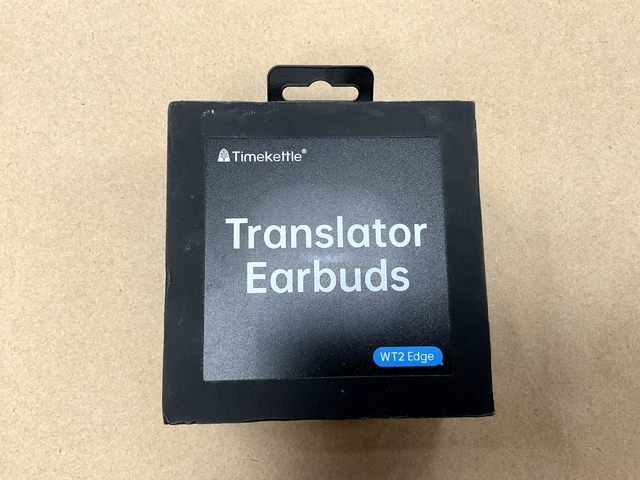 Timekettle®
Translator
Earbuds
WT2 Edge